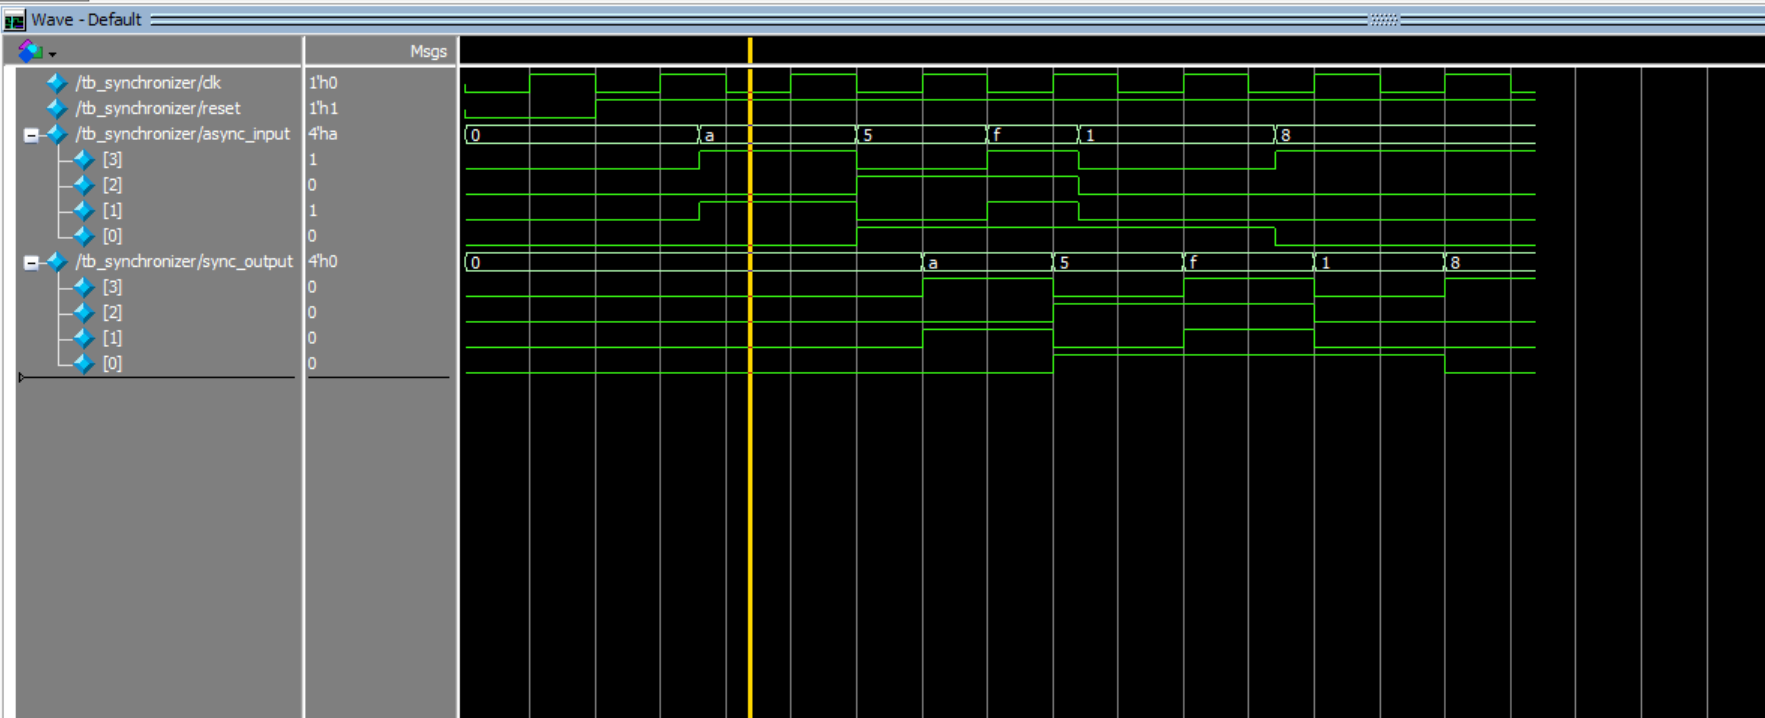 Wave - Default
Msgs
/tb_synchronizer/clk 1'h0
/tb_synchronizer/reset 1'h1
/tb_synchronizer/async_input 4'ha 0 a 5 f 1 8
[3] 1
[2] 0
[1] 1
[0] 0
/tb_synchronizer/sync_output 4'h0 0 a 5 f 1 8
[3] 0
[2] 0
[1] 0
[0] 0